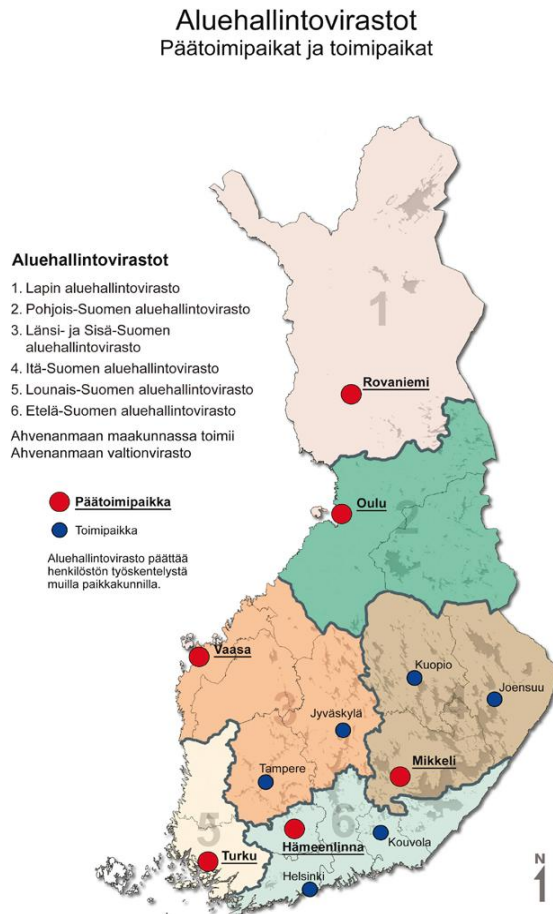 Aluehallintovirastot
Päätoimipaikat ja toimipaikat
Aluehallintovirastot
1. Lapin aluehallintovirasto
2. Pohjois-Suomen aluehallintovirasto
3. Länsi- ja Sisä-Suomen
aluehallintovirasto
4. Itä-Suomen aluehallintovirasto
5. Lounais-Suomen aluehallintovirasto
6. Etelä-Suomen aluehallintovirasto
Ahvenanmaan maakunnassa toimii
Ahvenanmaan valtionvirasto
Päätoimipaikka
Toimipaikka
Aluehallintovirasto päättää
henkilöstön työskentelystä
muilla paikkakunnilla.
1
Rovaniemi
Oulu
2
Vaasa
Kuopio
Joensuu
3
4
Jyväskylä
Mikkeli
Tampere
5
6
Hämeenlinna
Kouvola
Turku
Helsinki
N
1